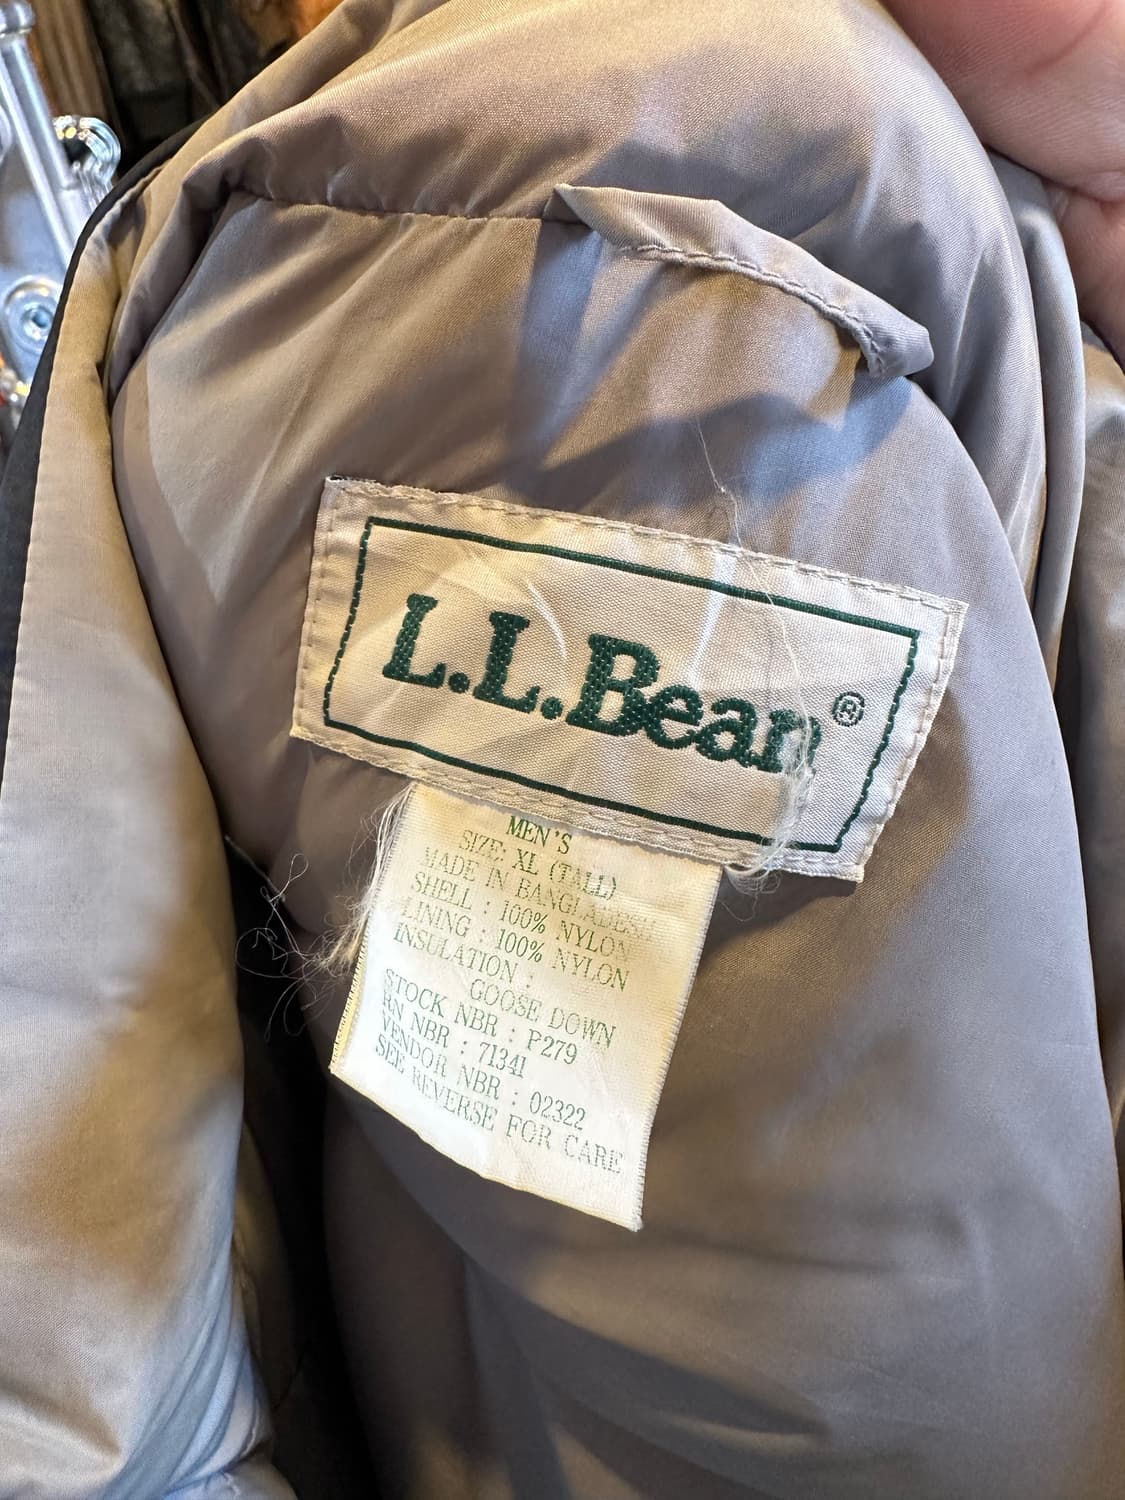 L.L.Bean®
MEN'S
SIZE: XL (TALL)
MADE IN BANGLADESH
SHELL : 100% NYLON
LINING : 100% NYLON
INSULATION :
GOOSE DOWN
STOCK NBR : P279
RN NBR : 71341
VENDOR NBR : 02322
SEE REVERSE FOR CARE